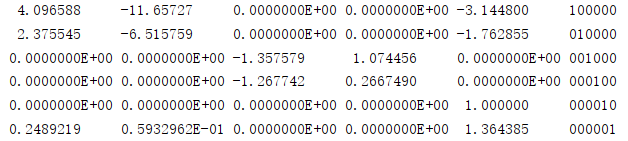 4.096588 -11.65727 0.0000000E+00 0.0000000E+00 -3.144800 100000
2.375545 -6.515759 0.0000000E+00 0.0000000E+00 -1.762855 010000
0.0000000E+00 0.0000000E+00 -1.357579 1.074456 0.0000000E+00 001000
0.0000000E+00 0.0000000E+00 -1.267742 0.2667490 0.0000000E+00 000100
0.0000000E+00 0.0000000E+00 0.0000000E+00 0.0000000E+00 1.000000 000010
0.2489219 0.5932962E-01 0.0000000E+00 0.0000000E+00 1.364385 000001